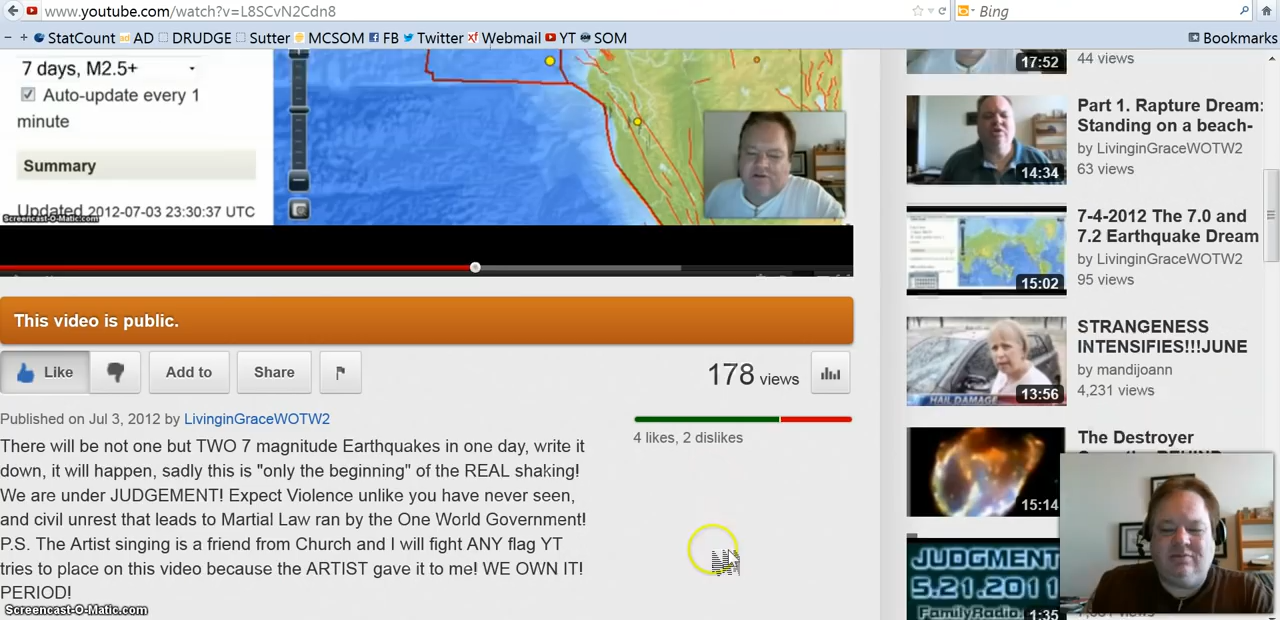 www.youtube.com/watch?v=L8SCvN2Cdn8
Bing
StatCount AD DRUDGE Sutter MCSOM FB Twitter Webmail YT SOM
Bookmarks
7 days, M2.5+
Auto-update every 1
minute
Summary
Updated 2012-07-03 23:30:37 UTC
Screencast-O-Matic.com
This video is public.
Like
Add to
Share
178 views
Published on Jul 3, 2012 by LivinginGraceWOTW2
4 likes, 2 dislikes
There will be not one but TWO 7 magnitude Earthquakes in one day, write it
down, it will happen, sadly this is "only the beginning" of the REAL shaking!
We are under JUDGEMENT! Expect Violence unlike you have never seen,
and civil unrest that leads to Martial Law ran by the One World Government!
P.S. The Artist singing is a friend from Church and I will fight ANY flag YT
tries to place on this video because the ARTIST gave it to me! WE OWN IT!
PERIOD!
Screencast-O-Matic.com
17:52
44 views
14:34
Part 1. Rapture Dream:
Standing on a beach-
by LivinginGraceWOTW2
63 views
15:02
7-4-2012 The 7.0 and
7.2 Earthquake Dream
by LivinginGraceWOTW2
95 views
HAIL DAMAGE
13:56
STRANGENESS
INTENSIFIES!!!JUNE
by mandijoann
4,231 views
15:14
The Destroyer
JUDGMENT
5.21.2011
FamilyRadio
1:35